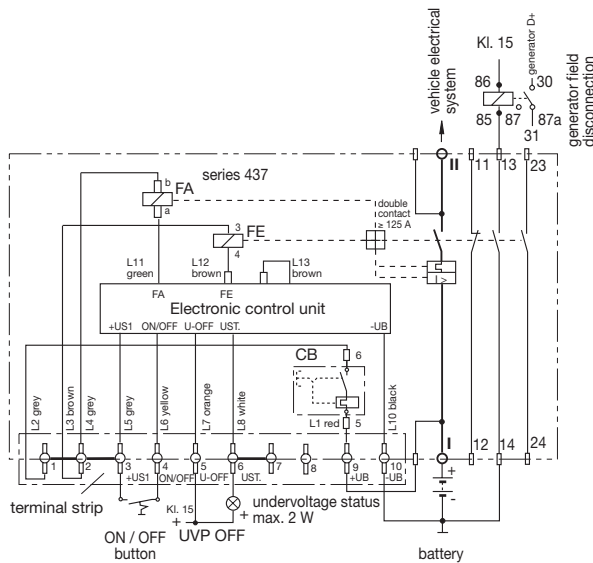 vehicle electrical
system
Kl. 15
generator D+
86
30
85
87
87a
31
generator field
disconnection
II
11
13
23
series 437
b
FA
a
double
contact
≥ 125 A
3
FE
4
L11
green
L12
brown
L13
brown
I >
FA
FE
Electronic control unit
+US1
ON/OFF
U-OFF
UST.
-UB
CB
6
L2 grey
L3 brown
L4 grey
L5 grey
L6 yellow
L7 orange
L8 white
L1 red
5
L10 black
I
12
14
24
1
2
3
4
5
6
7
8
9
10
+US1
ON/OFF
U-OFF
UST.
+UB
-UB
terminal strip
Kl. 15
+
+
undervoltage status
max. 2 W
+
-
ON / OFF
button
UVP OFF
battery